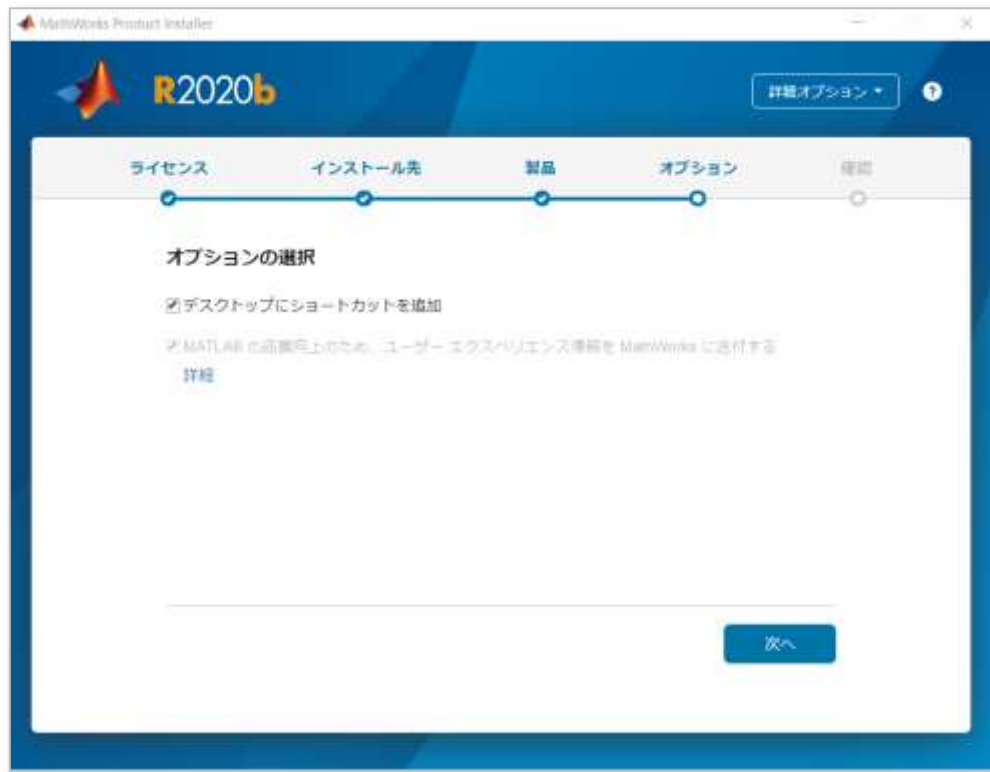 MathWorks Product Installer
R2020b
詳細オプション
?
ライセンス インストール先 製品 オプション 確認
オプションの選択
デスクトップにショートカットを追加
MATLAB の品質向上のため、ユーザー エクスペリエンス情報を MathWorks に送付する
詳細
次へ